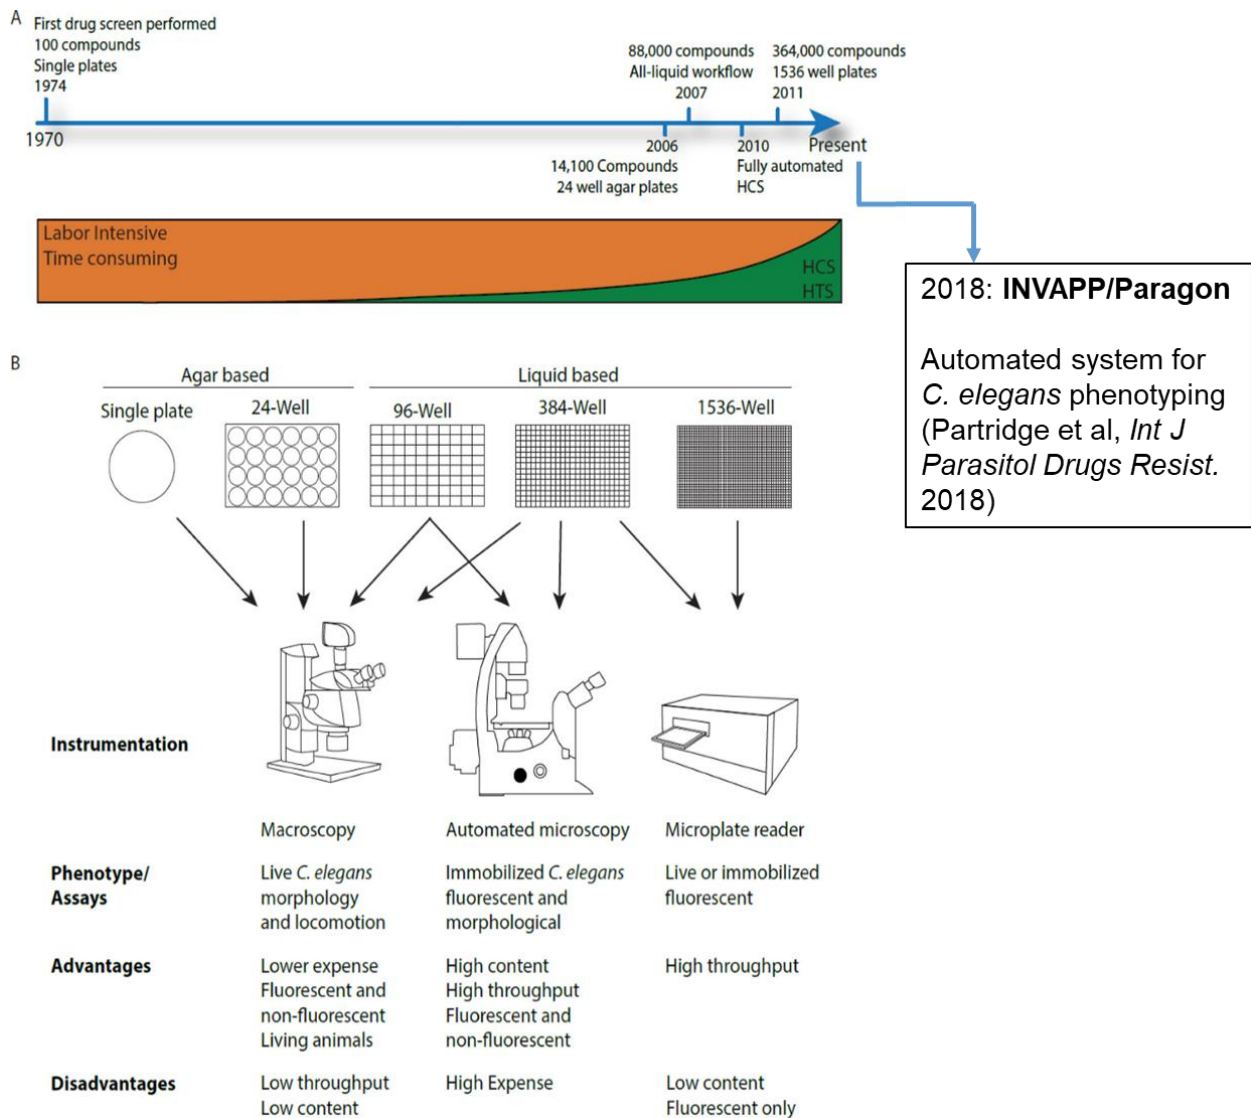 A
First drug screen performed
100 compounds
Single plates
1974
88,000 compounds
All-liquid workflow
2007
364,000 compounds
1536 well plates
2011
1970
2006
14,100 Compounds
24 well agar plates
2010
Fully automated
HCS
Present
Labor Intensive
Time consuming
HCS
HTS
2018: INVAPP/Paragon
Automated system for
C. elegans phenotyping
(Partridge et al, Int J
Parasitol Drugs Resist.
2018)
B
Agar based
Liquid based
Single plate
24-Well
96-Well
384-Well
1536-Well
Instrumentation
Macroscopy
Automated microscopy
Microplate reader
Phenotype/
Assays
Live C. elegans
morphology
and locomotion
Immobilized C. elegans
fluorescent and
morphological
Live or immobilized
fluorescent
Advantages
Lower expense
Fluorescent and
non-fluorescent
Living animals
High content
High throughput
Fluorescent and
non-fluorescent
High throughput
Disadvantages
Low throughput
Low content
High Expense
Low content
Fluorescent only